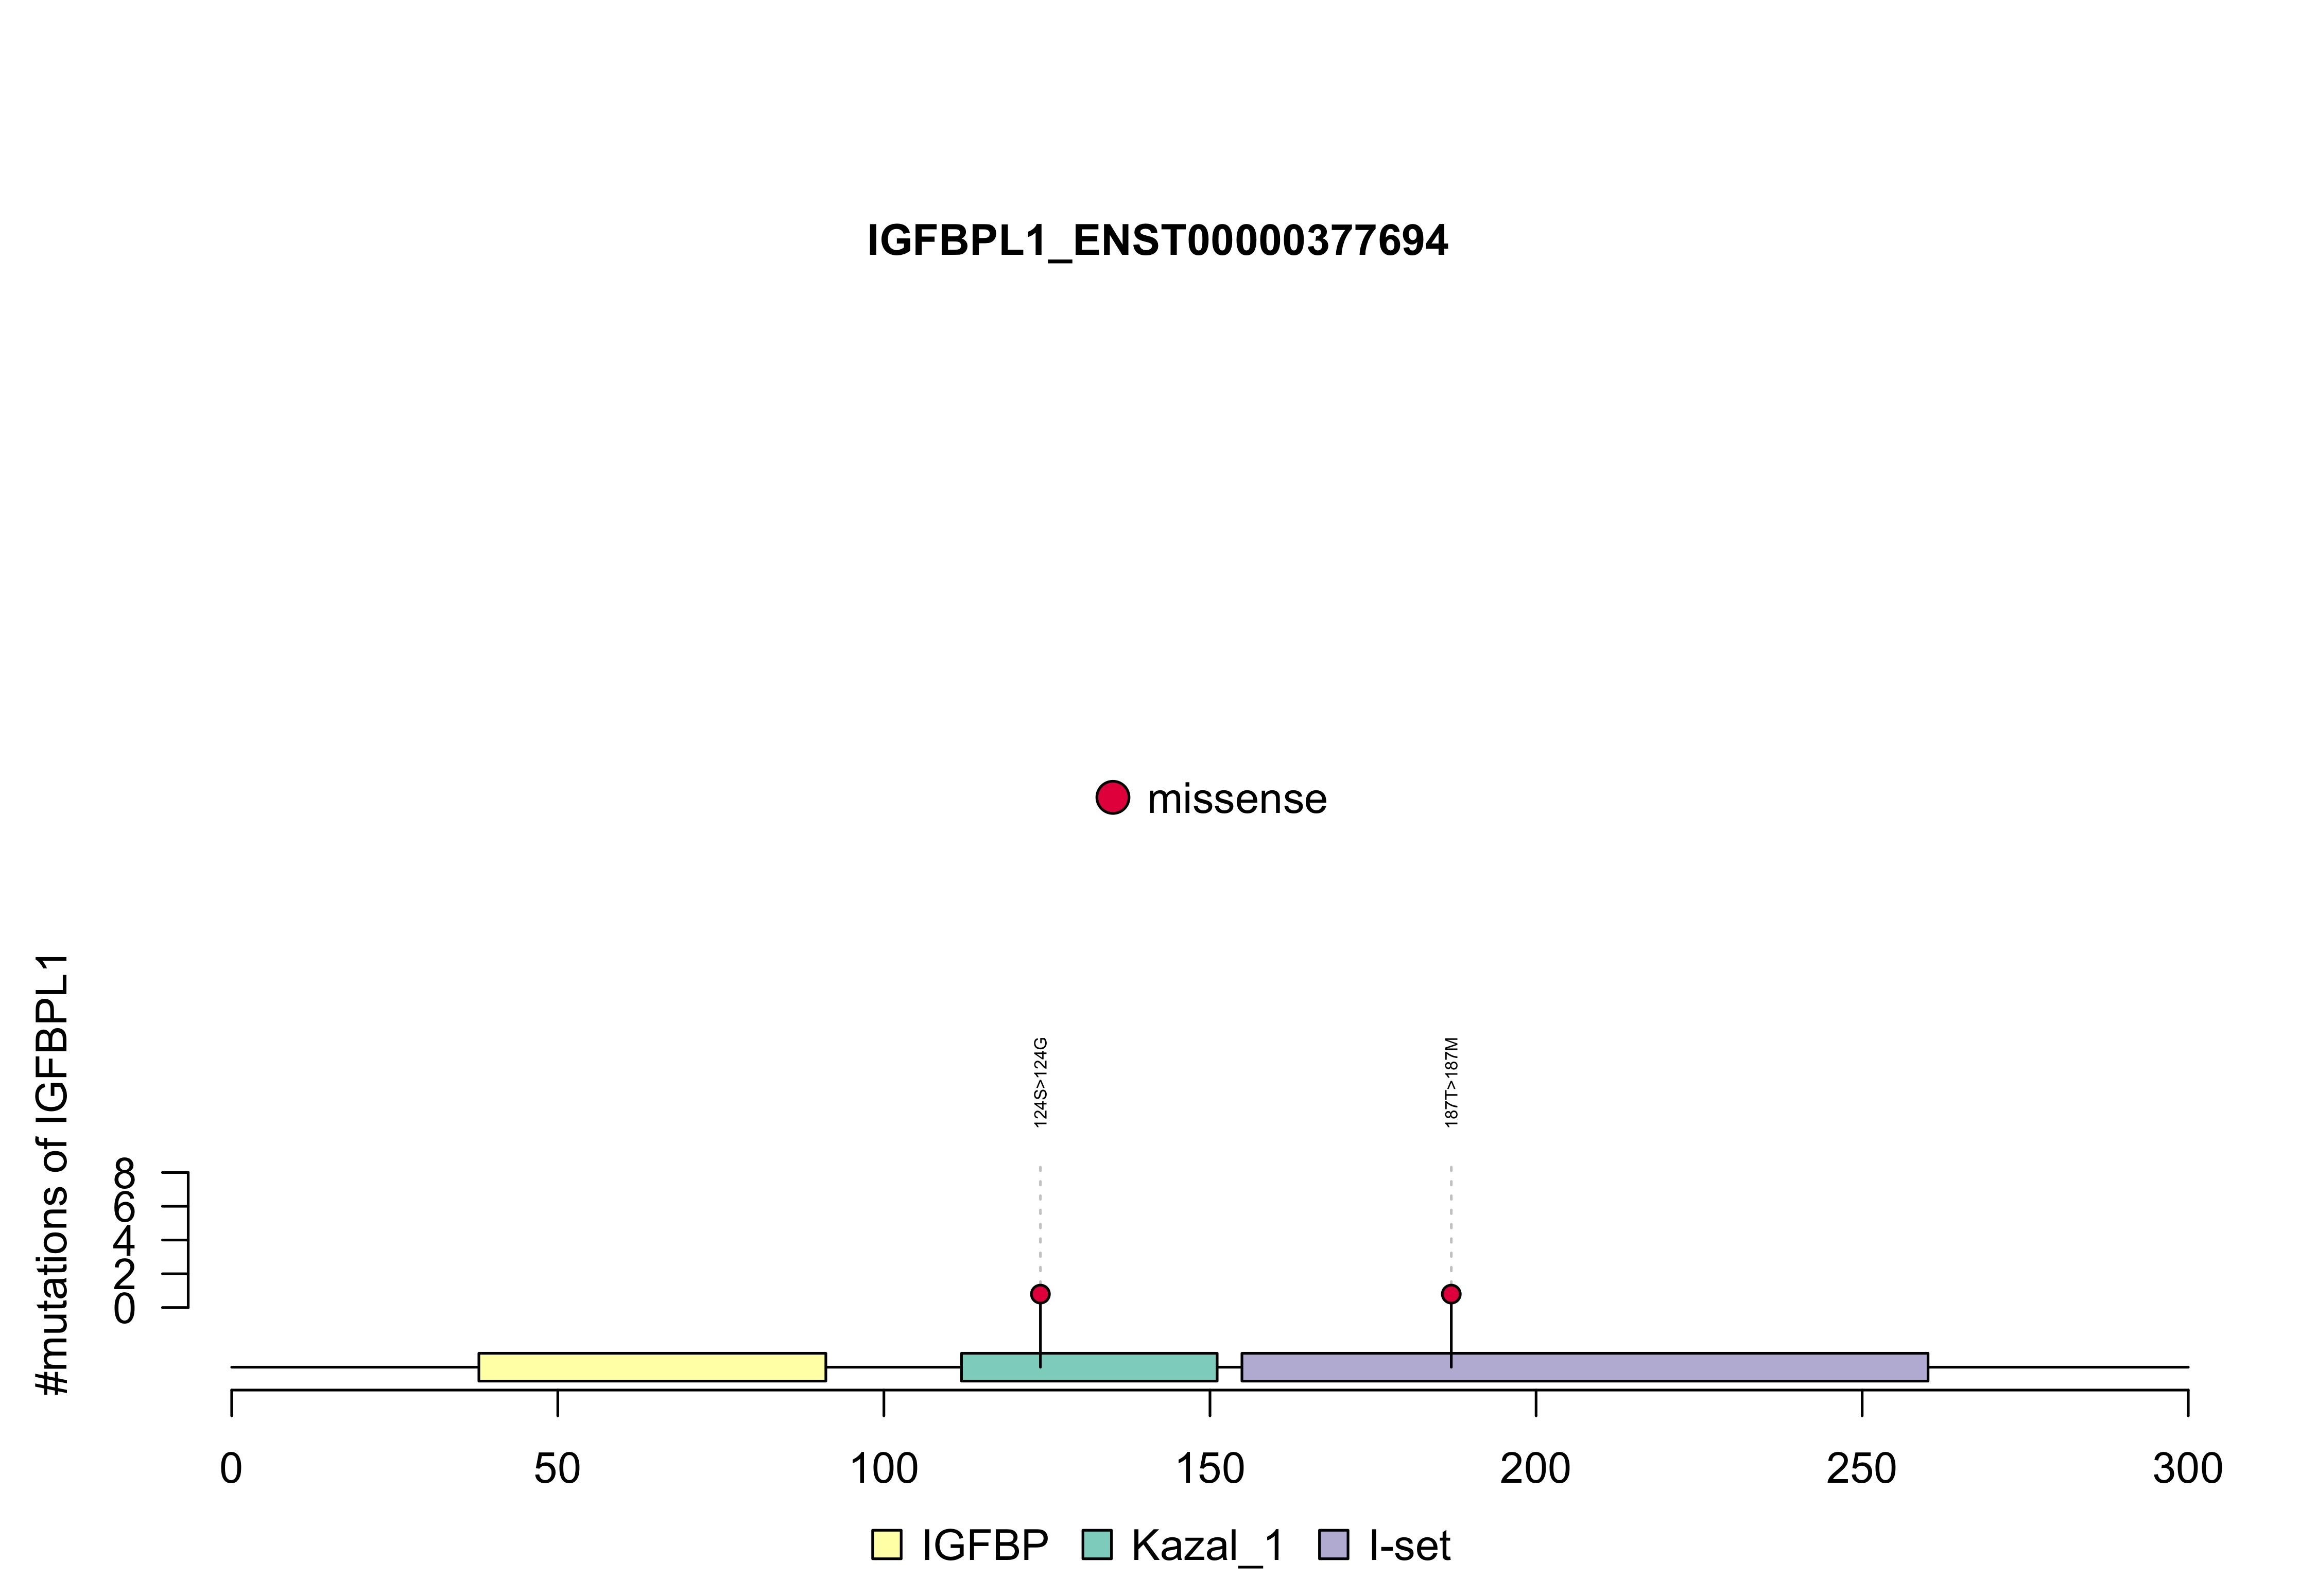 IGFBPL1_ENST00000377694
missense
#mutations of IGFBPL1
124S>124G
187T>187M
8
6
4
2
0
0 50 100 150 200 250 300
IGFBP Kazal_1 I-set